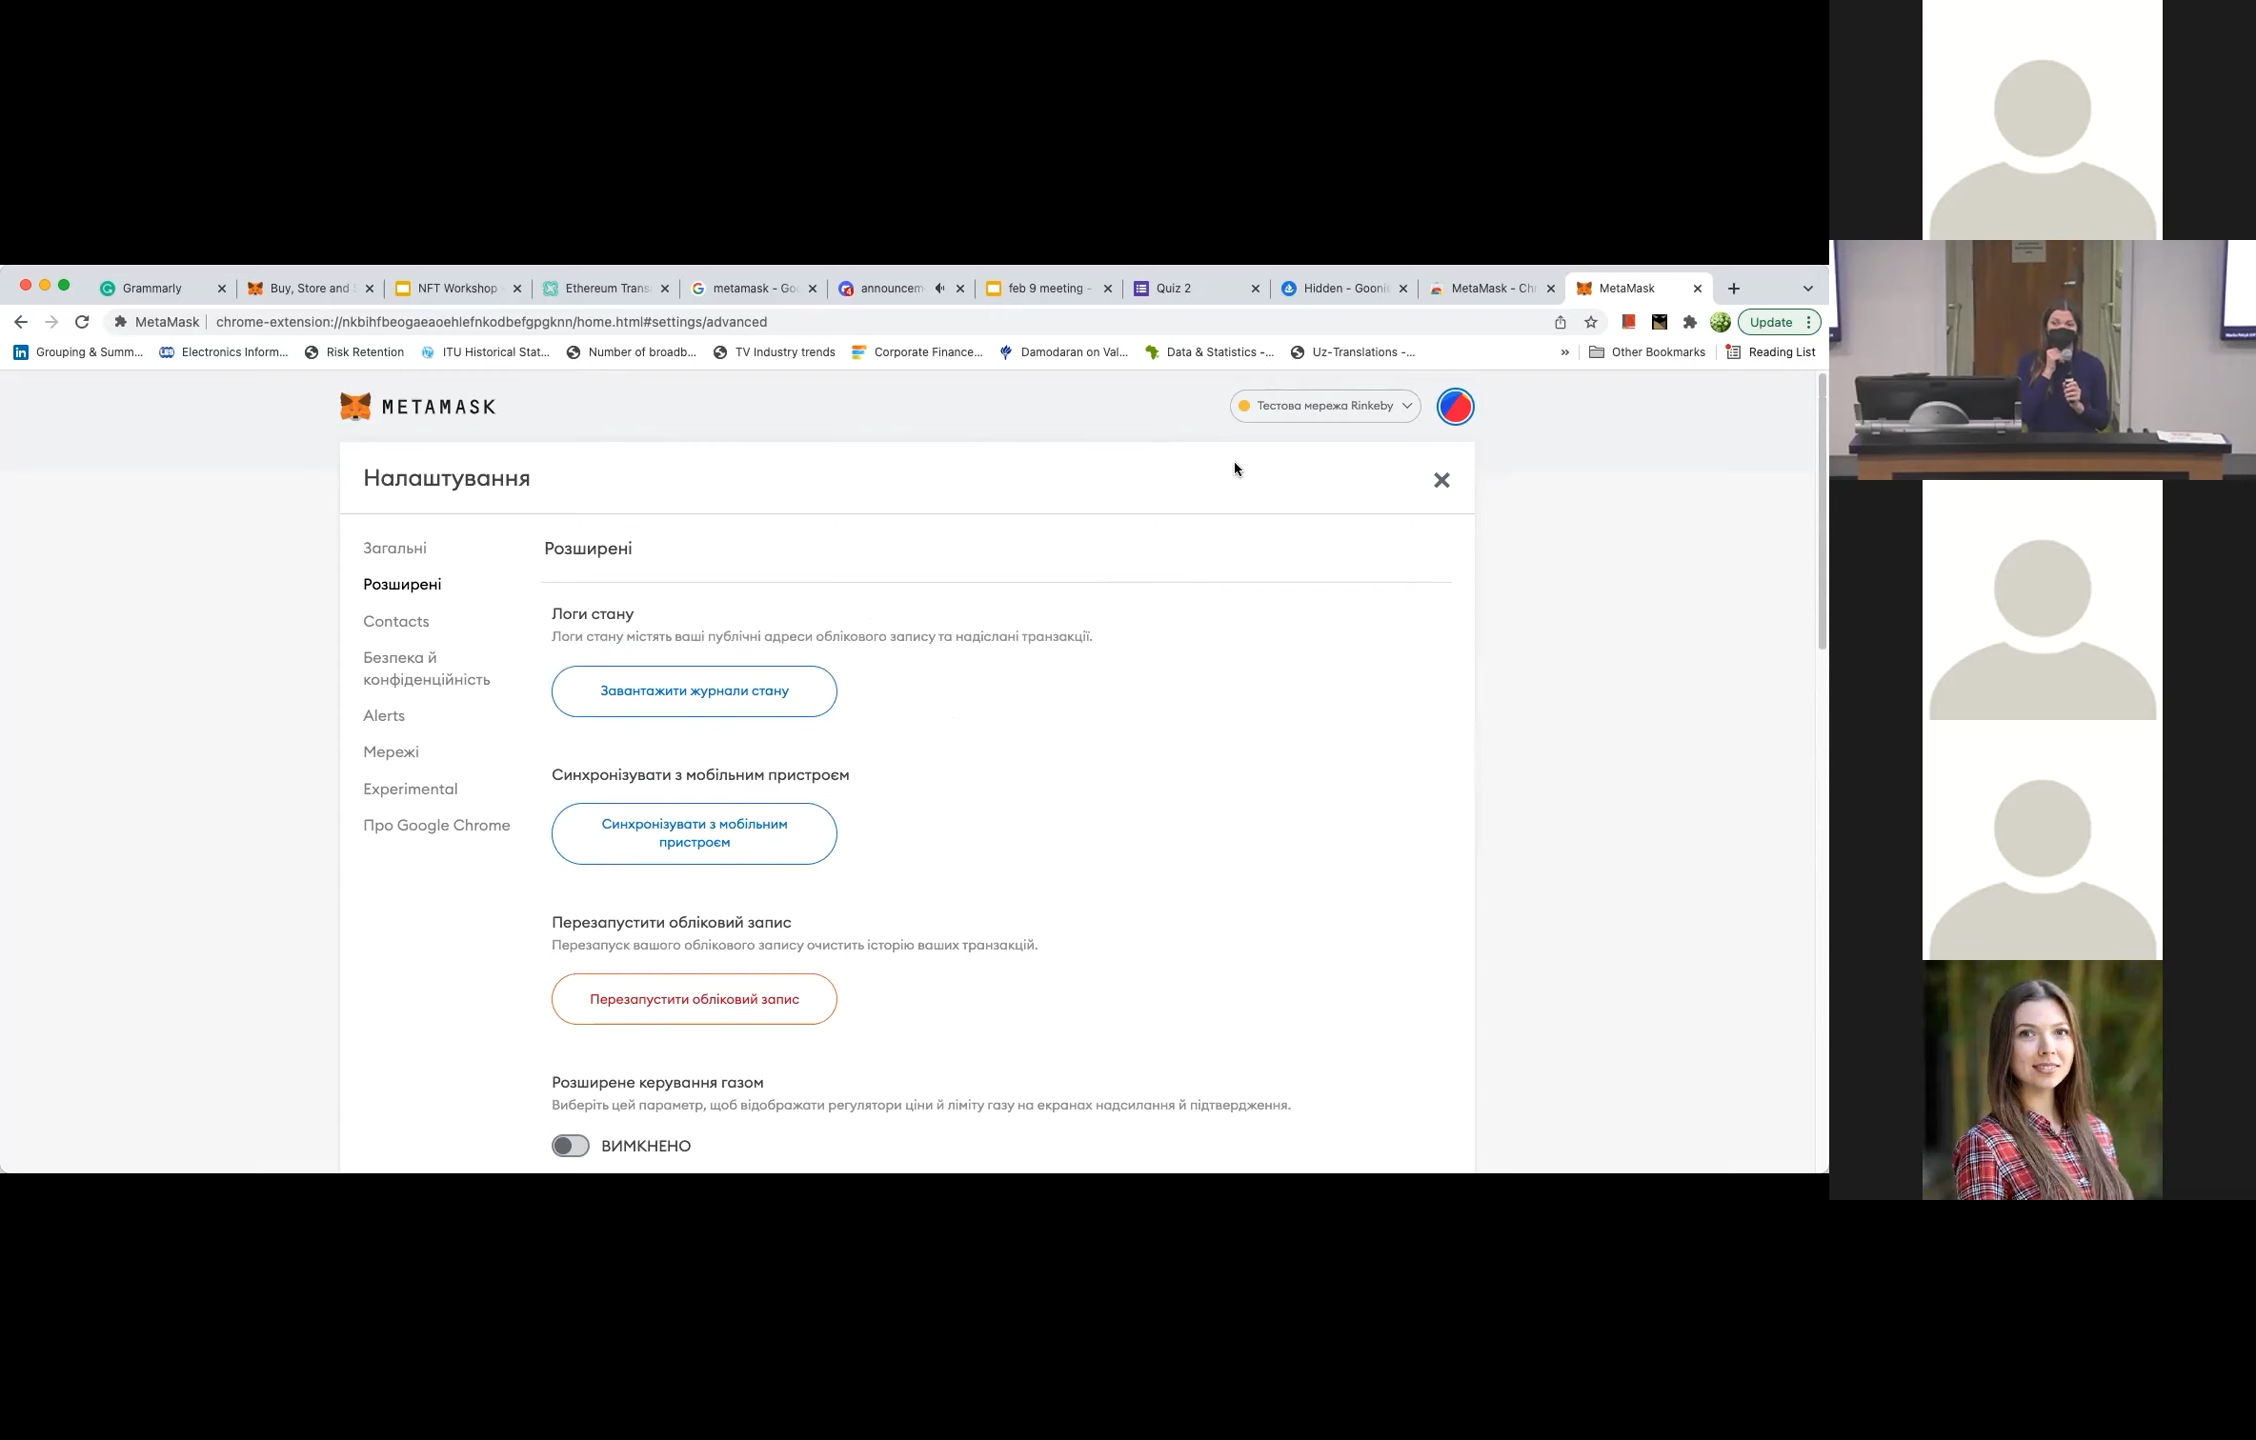 Grammarly
Buy, Store and
NFT Workshop
Ethereum Trans
metamask - Go
announcem
feb 9 meeting -
Quiz 2
Hidden - Gooni
MetaMask - Ch
MetaMask
MetaMask
chrome-extension://nkbihfbeogaeaoehlefnkodbefgpgknn/home.html#settings/advanced
Update
Grouping & Summ...
Electronics Inform...
Risk Retention
ITU Historical Stat...
Number of broadb...
TV Industry trends
Corporate Finance...
Damodaran on Val...
Data & Statistics -...
Uz-Translations -...
»
Other Bookmarks
Reading List
METAMASK
Тестова мережа Rinkeby
Налаштування
Загальні
Розширені
Contacts
Безпека й
конфіденційність
Alerts
Мережі
Experimental
Про Google Chrome
Розширені
Логи стану
Логи стану містять ваші публічні адреси облікового запису та надіслані транзакції.
Завантажити журнали стану
Синхронізувати з мобільним пристроєм
Синхронізувати з мобільним
пристроєм
Перезапустити обліковий запис
Перезапуск вашого облікового запису очистить історію ваших транзакцій.
Перезапустити обліковий запис
Розширене керування газом
Виберіть цей параметр, щоб відображати регулятори ціни й ліміту газу на екранах надсилання й підтвердження.
ВИМКНЕНО